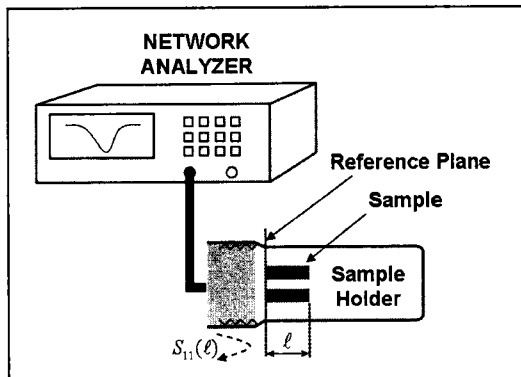 NETWORK
ANALYZER
Reference Plane
Sample
Sample
Holder
S₁₁(ℓ)
ℓ